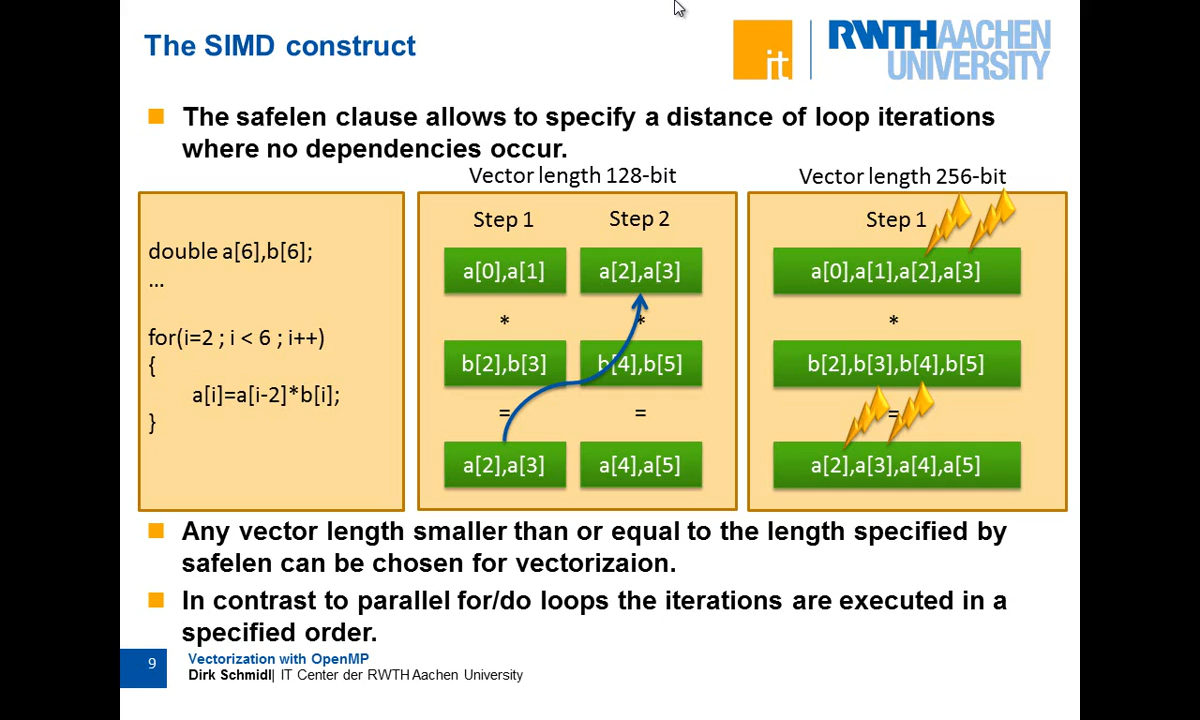 The SIMD construct
it
RWTHAACHEN
UNIVERSITY
The safelen clause allows to specify a distance of loop iterations
where no dependencies occur.
double a[6],b[6];
...
for(i=2 ; i < 6 ; i++)
{
a[i]=a[i-2]*b[i];
}
Vector length 128-bit
Step 1
Step 2
a[0],a[1]
a[2],a[3]
*
*
b[2],b[3]
b[4],b[5]
=
=
a[2],a[3]
a[4],a[5]
Vector length 256-bit
Step 1
a[0],a[1],a[2],a[3]
*
b[2],b[3],b[4],b[5]
=
a[2],a[3],a[4],a[5]
Any vector length smaller than or equal to the length specified by
safelen can be chosen for vectorizaion.
In contrast to parallel for/do loops the iterations are executed in a
specified order.
9
Vectorization with OpenMP
Dirk Schmidl| IT Center der RWTH Aachen University